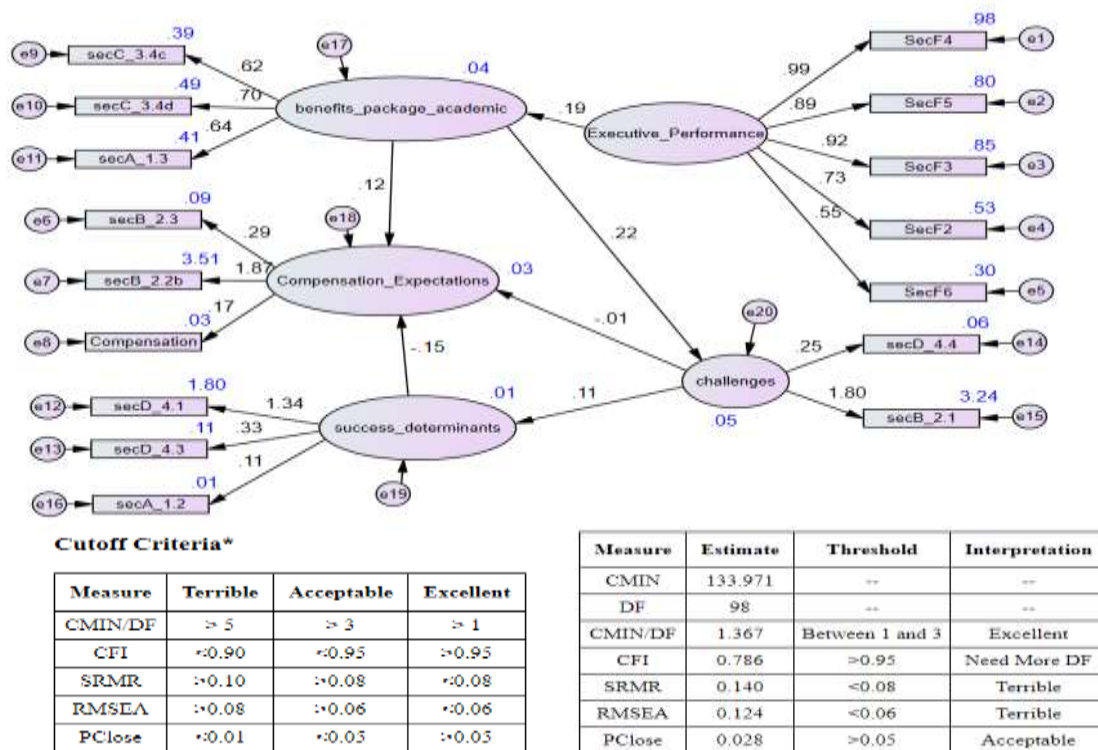 .39
e9 secC_3.4c
.62
e17
.04
.98
SecF4 e1
.99
.49
e10 secC_3.4d
.70
benefits_package_academic
.80
SecF5 e2
.89
.19
Executive_Performance
.41
e11 secA_1.3
.64
.85
SecF3 e3
.92
.12
.09
e6 secB_2.3
.29
e18
.22
.73
.53
SecF2 e4
.55
3.51
e7 secB_2.2b
1.87
Compensation_Expectations
.03
.30
SecF6 e5
.03
e8 Compensation
.17
-.01
e20
.06
secD_4.4 e14
.25
-.15
challenges
.05
1.80
3.24
secB_2.1 e15
1.80
e12 secD_4.1
1.34
.01
.11
success_determinants
.11
e13 secD_4.3
.33
.01
e16 secA_1.2
.11
e19
Cutoff Criteria*
Measure Terrible Acceptable Excellent
CMIN/DF > 5 > 3 > 1
CFI <0.90 <0.95 >0.95
SRMR >0.10 >0.08 <0.08
RMSEA >0.08 >0.06 <0.06
PClose <0.01 <0.05 >0.05
Measure Estimate Threshold Interpretation
CMIN 133.971 -- --
DF 98 -- --
CMIN/DF 1.367 Between 1 and 3 Excellent
CFI 0.786 >0.95 Need More DF
SRMR 0.140 <0.08 Terrible
RMSEA 0.124 <0.06 Terrible
PClose 0.028 >0.05 Acceptable